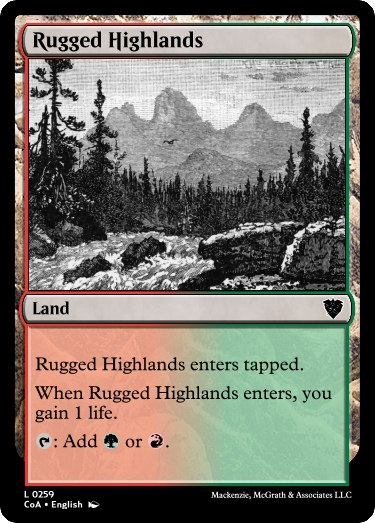 Rugged Highlands
Land
Rugged Highlands enters tapped.
When Rugged Highlands enters, you
gain 1 life.
: Add or .
L 0259
CoA • English
Mackenzie, McGrath & Associates LLC